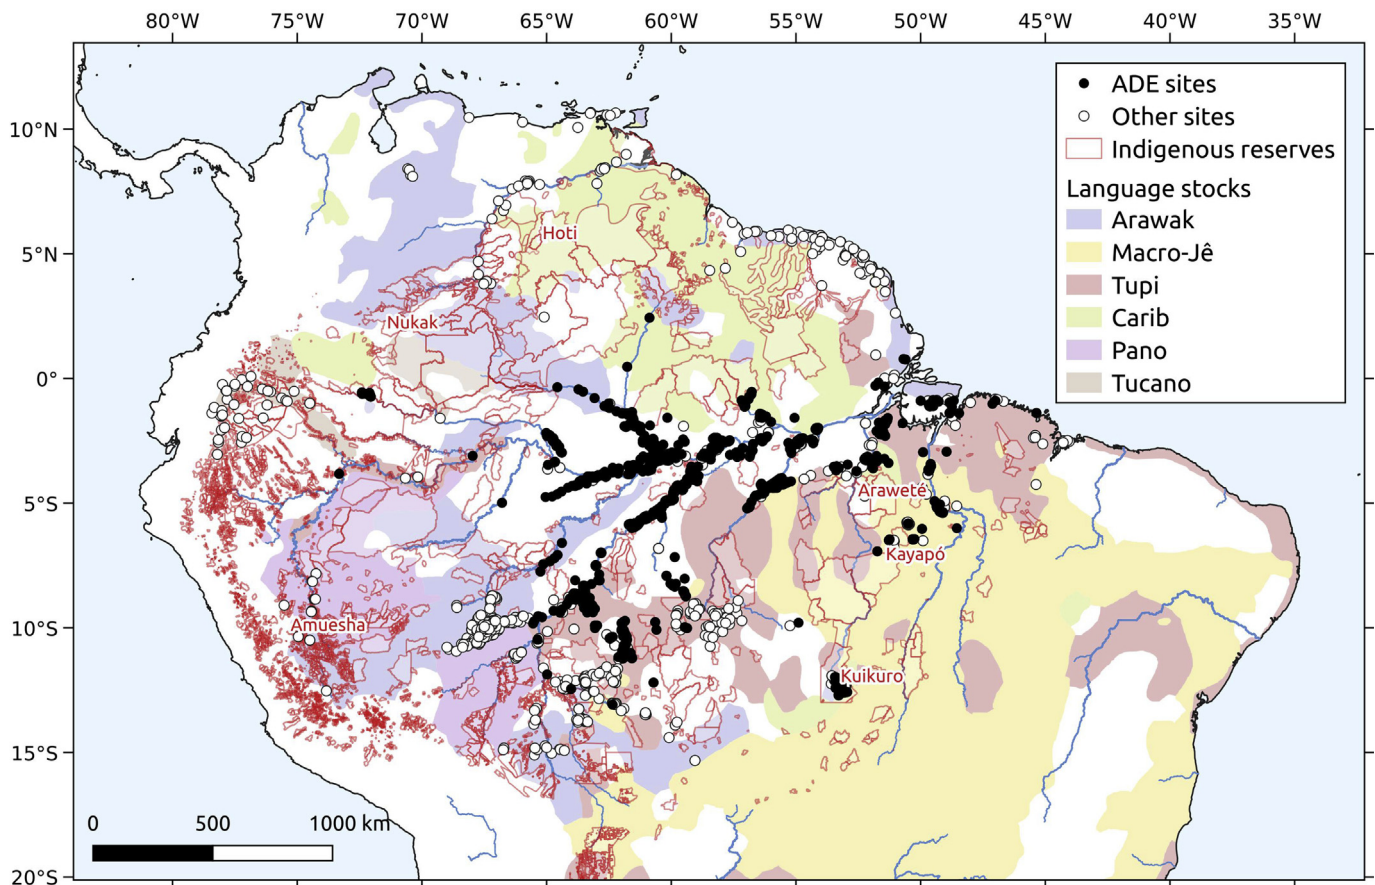 80°W 75°W 70°W 65°W 60°W 55°W 50°W 45°W 40°W 35°W
ADE sites
Other sites
Indigenous reserves
Language stocks
Arawak
Macro-Jê
Tupi
Carib
Pano
Tucano
10°N
5°N
0°
5°S
10°S
15°S
20°S
Hoti
Nukak
Araweté
Kayapó
Amuesha
Kuikuro
0 500 1000 km